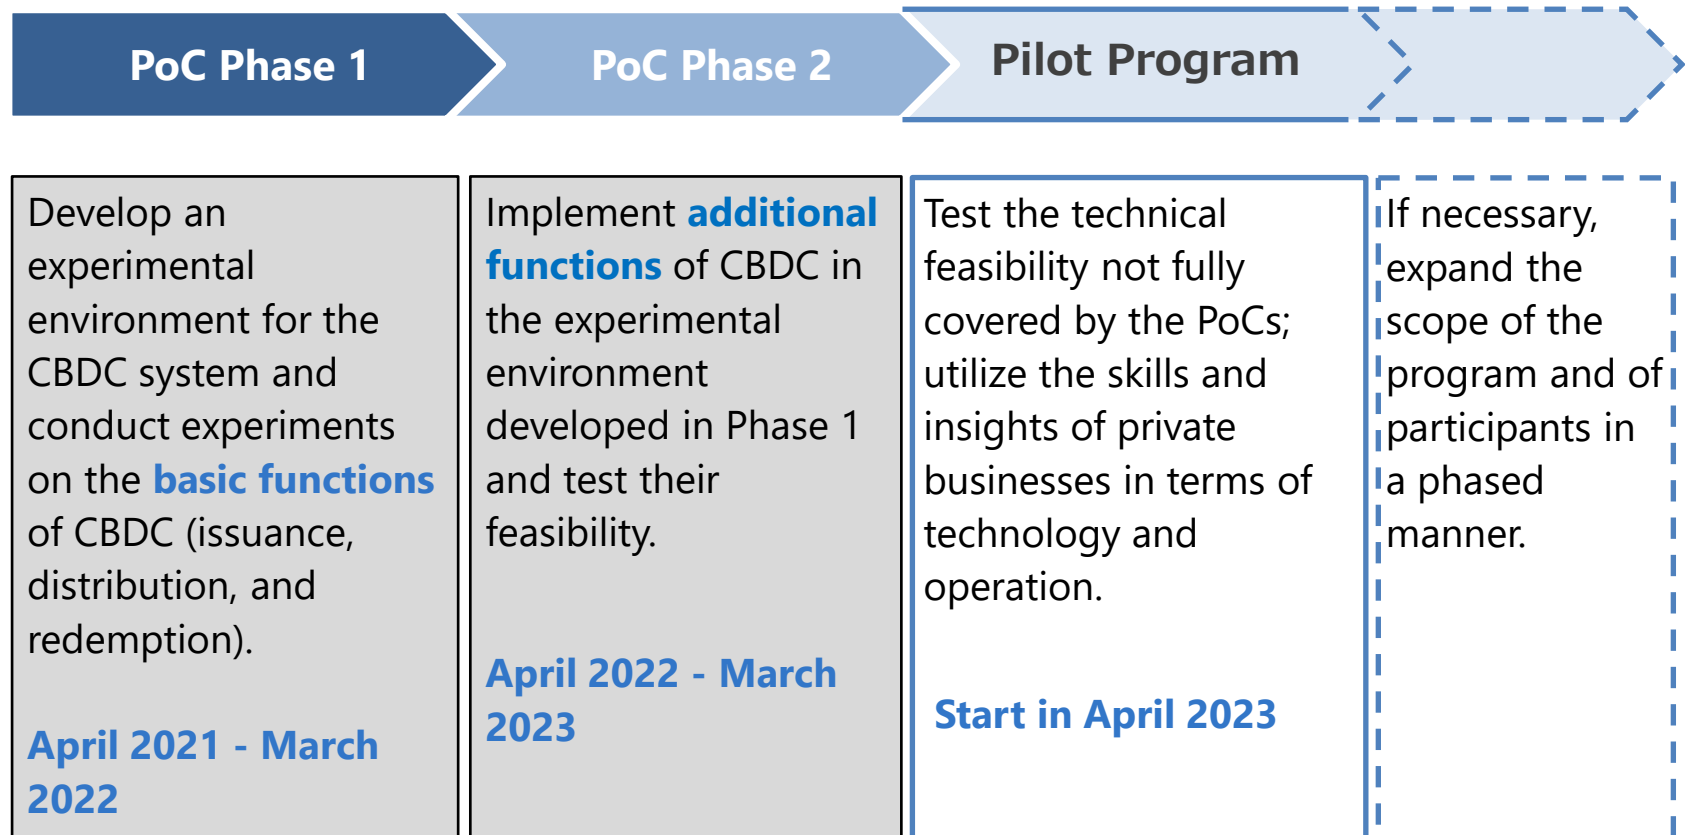 PoC Phase 1
PoC Phase 2
Pilot Program
Develop an
experimental
environment for the
CBDC system and
conduct experiments
on the basic functions
of CBDC (issuance,
distribution, and
redemption).
April 2021 - March
2022
Implement additional
functions of CBDC in
the experimental
environment
developed in Phase 1
and test their
feasibility.
April 2022 - March
2023
Test the technical
feasibility not fully
covered by the PoCs;
utilize the skills and
insights of private
businesses in terms of
technology and
operation.
Start in April 2023
If necessary,
expand the
scope of the
program and of
participants in
a phased
manner.